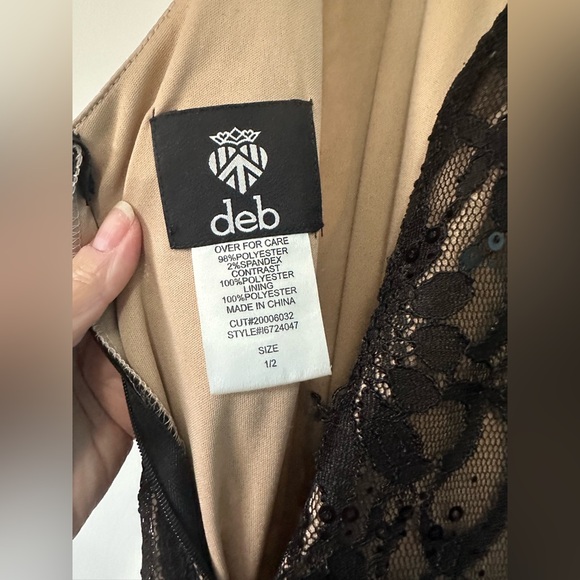 deb
OVER FOR CARE
98%POLYESTER
2%SPANDEX
CONTRAST
100%POLYESTER
LINING
100%POLYESTER
MADE IN CHINA
CUT#20006032
STYLE#I6724047
SIZE
1/2